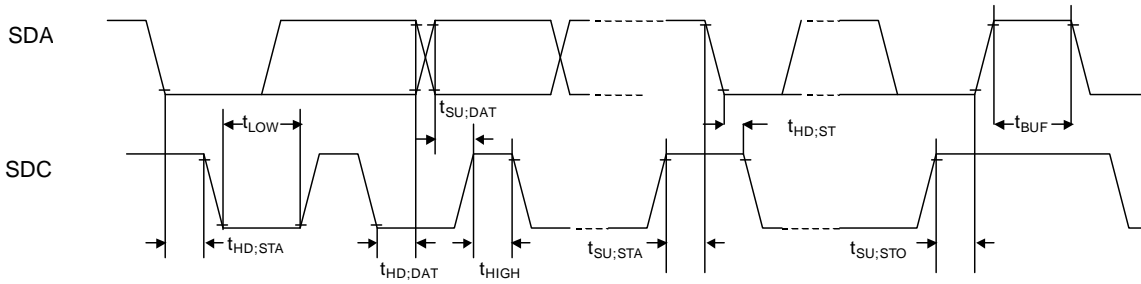 SDA
tSU;DAT
tLOW
tHD;ST
tBUF
SDC
tHD;STA
tHD;DAT
tHIGH
tSU;STA
tSU;STO